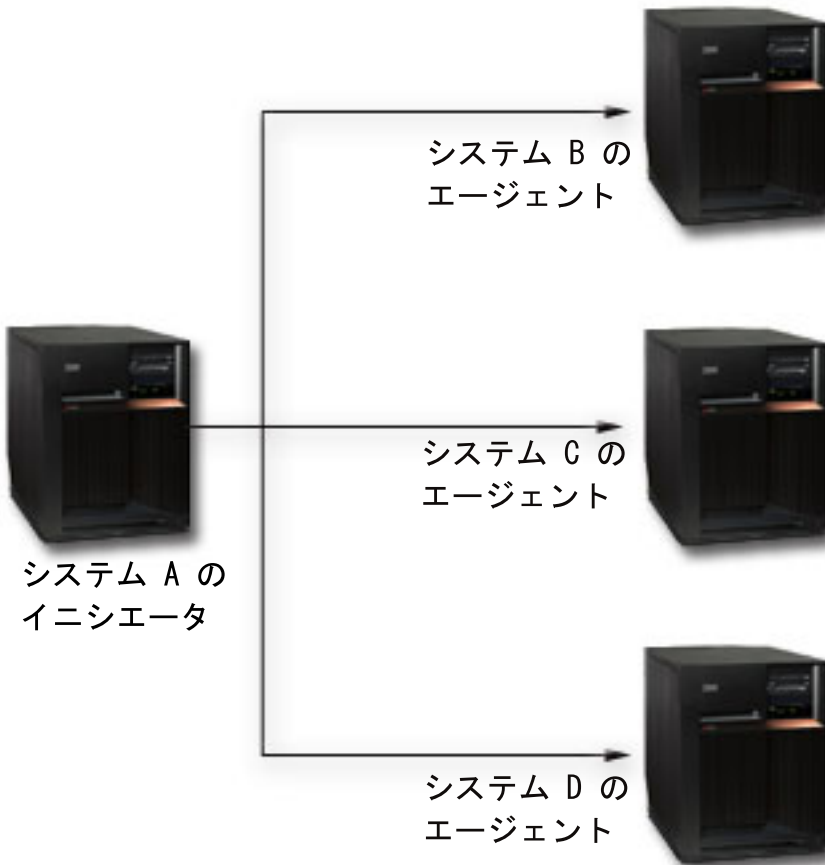 システム B の
エージェント
システム C の
エージェント
システム A の
イニシエータ
システム D の
エージェント